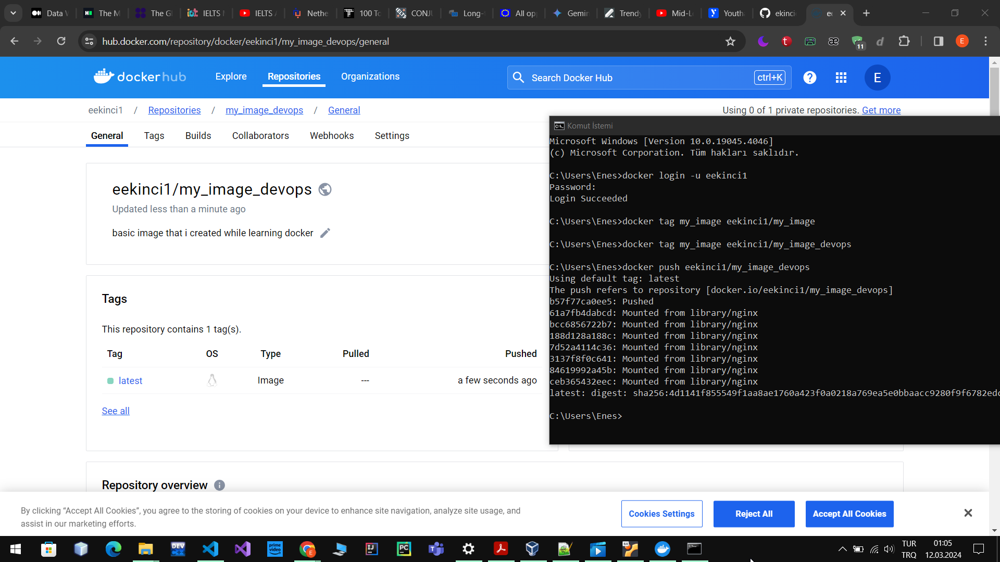 Data
The M
The G
IELTS
IELTS
Nethe
100 To
CONJU
Long-
All op
Gemin
Trendy
Mid-L
Youth
ekinci
e
hub.docker.com/repository/docker/eekinci1/my_image_devops/general
11
E
dockerhub
Explore
Repositories
Organizations
Search Docker Hub
ctrl+K
E
eekinci1 / Repositories / my_image_devops / General
Using 0 of 1 private repositories. Get more
General
Tags
Builds
Collaborators
Webhooks
Settings
eekinci1/my_image_devops
Updated less than a minute ago
basic image that i created while learning docker
Tags
This repository contains 1 tag(s).
Tag OS Type Pulled Pushed
latest Image --- a few seconds ago
See all
Repository overview
Komut İstemi
Microsoft Windows [Version 10.0.19045.4046]
(c) Microsoft Corporation. Tüm hakları saklıdır.
C:\Users\Enes>docker login -u eekinci1
Password:
Login Succeeded
C:\Users\Enes>docker tag my_image eekinci1/my_image
C:\Users\Enes>docker tag my_image eekinci1/my_image_devops
C:\Users\Enes>docker push eekinci1/my_image_devops
Using default tag: latest
The push refers to repository [docker.io/eekinci1/my_image_devops]
b57f77ca0ee5: Pushed
61a7fb4dabcd: Mounted from library/nginx
bcc6856722b7: Mounted from library/nginx
188d128a188c: Mounted from library/nginx
7d52a4114c36: Mounted from library/nginx
3137f8f0c641: Mounted from library/nginx
84619992a45b: Mounted from library/nginx
ceb365432eec: Mounted from library/nginx
latest: digest: sha256:4d1141f855549f1aa8ae1760a423f0a0218a769ea5e0bbaacc9280f9f6782ed
C:\Users\Enes>
By clicking “Accept All Cookies”, you agree to the storing of cookies on your device to enhance site navigation, analyze site usage, and
assist in our marketing efforts.
Cookies Settings
Reject All
Accept All Cookies
DEV C++
prime video
E
IJ
PC
64
TUR
TRQ
01:05
12.03.2024